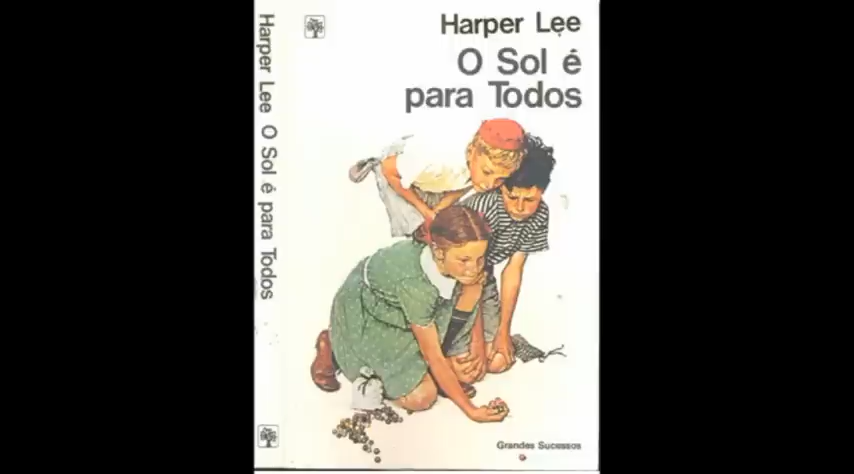 Harper Lee O Sol é para Todos
Harper Lee
O Sol é
para Todos
Grandes Sucessos